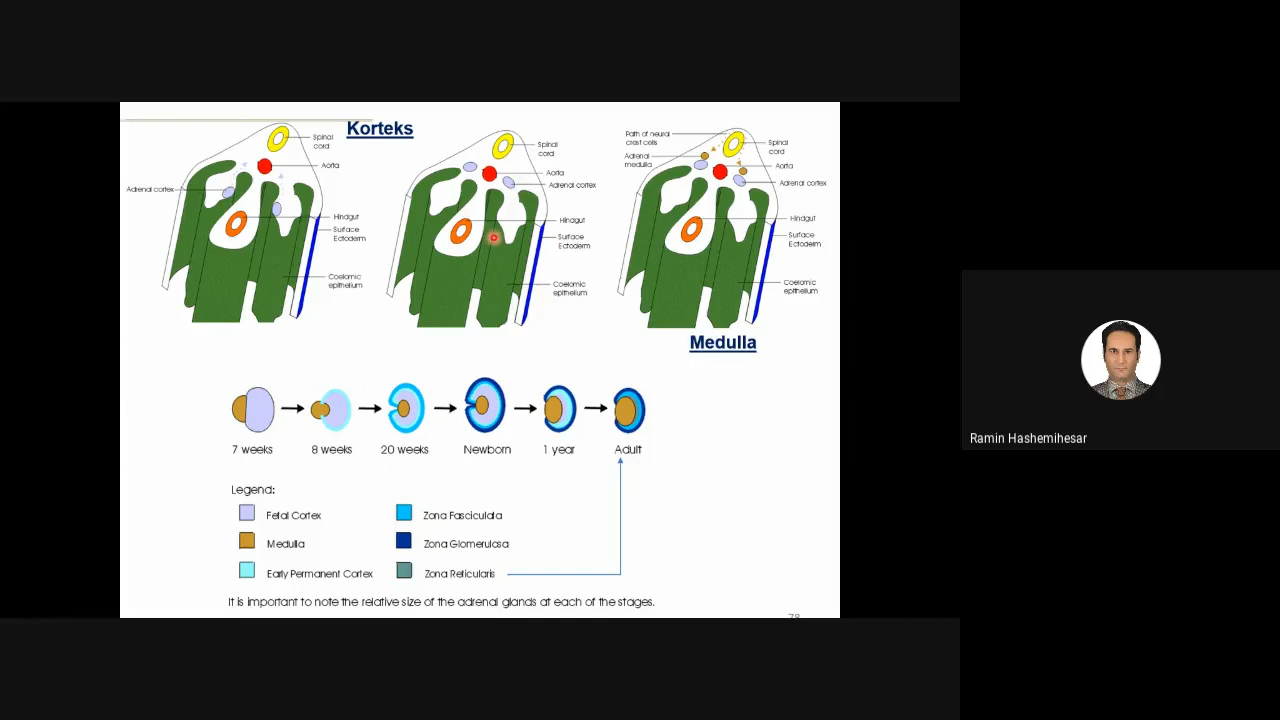 Korteks
Spinal
cord
Aorta
Adrenal cortex
Hindgut
Surface
Ectoderm
Coelomic
epithelium
Spinal
cord
Aorta
Adrenal cortex
Hindgut
Surface
Ectoderm
Coelomic
epithelium
Path of neural
crest cells
Adrenal
medulla
Spinal
cord
Aorta
Adrenal cortex
Hindgut
Surface
Ectoderm
Coelomic
epithelium
Medulla
7 weeks
8 weeks
20 weeks
Newborn
1 year
Adult
Legend:
Fetal Cortex
Zona Fasciculata
Medulla
Zona Glomerulosa
Early Permanent Cortex
Zona Reticularis
It is important to note the relative size of the adrenal glands at each of the stages.
Ramin Hashemihesar